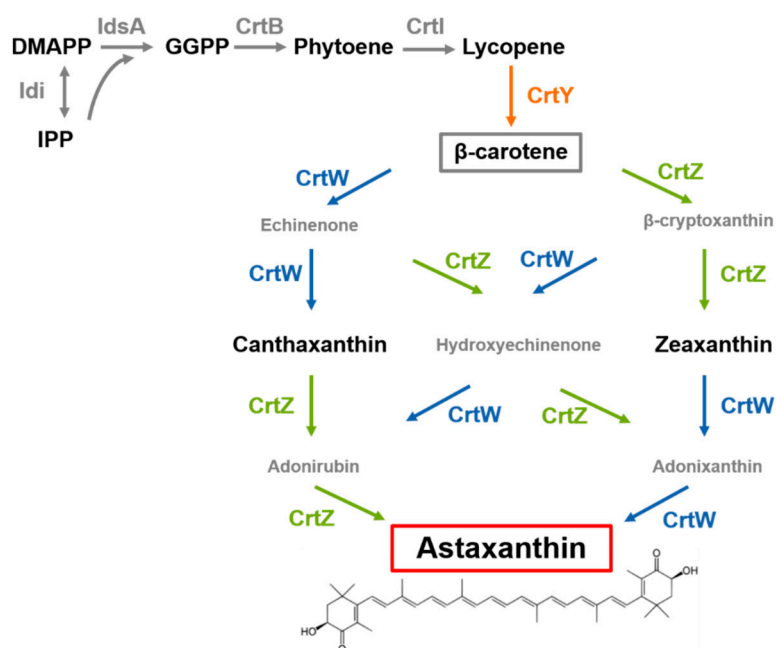 IdsA CrtB CrtI
DMAPP GGPP Phytoene Lycopene
Idi CrtY
IPP
β-carotene
CrtW CrtZ
Echinenone β-cryptoxanthin
CrtW CrtZ CrtW CrtZ
Canthaxanthin Hydroxyechinenone Zeaxanthin
CrtZ CrtW CrtZ CrtW
Adonirubin Adonixanthin
CrtZ CrtW
Astaxanthin
O
OH
HO
O